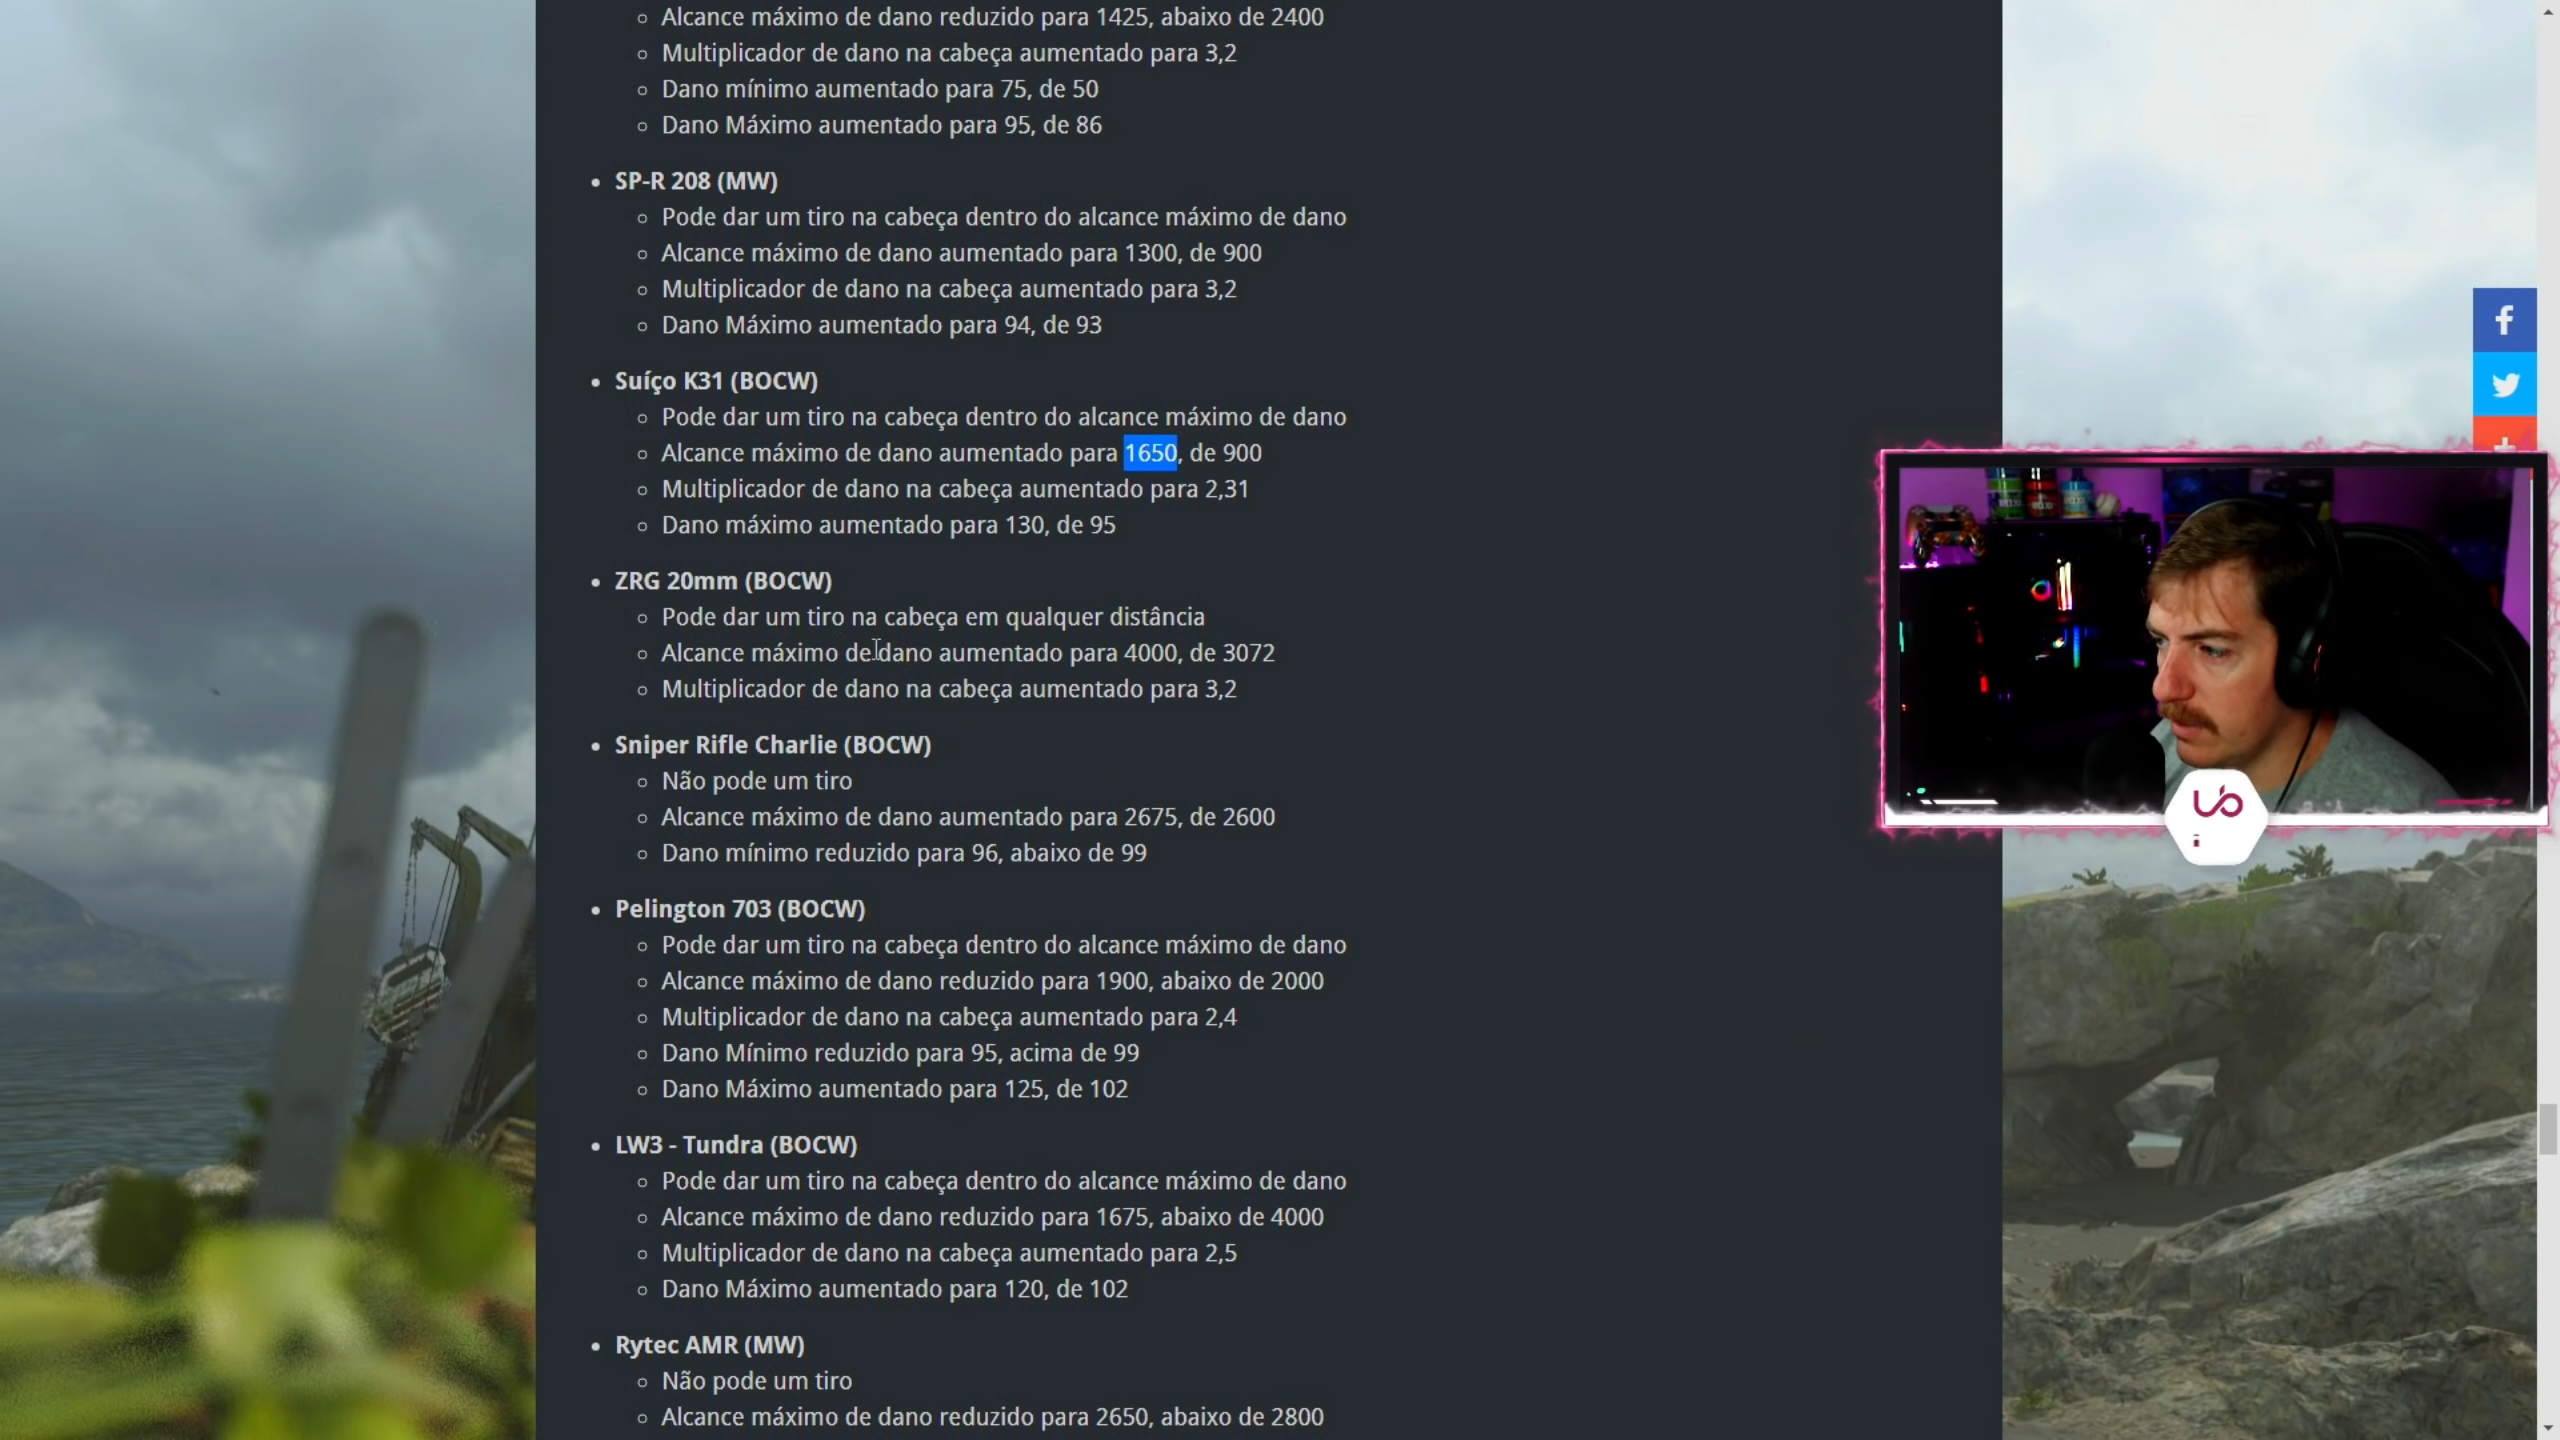 Alcance máximo de dano reduzido para 1425, abaixo de 2400
Multiplicador de dano na cabeça aumentado para 3,2
Dano mínimo aumentado para 75, de 50
Dano Máximo aumentado para 95, de 86
SP-R 208 (MW)
Pode dar um tiro na cabeça dentro do alcance máximo de dano
Alcance máximo de dano aumentado para 1300, de 900
Multiplicador de dano na cabeça aumentado para 3,2
Dano Máximo aumentado para 94, de 93
Suíço K31 (BOCW)
Pode dar um tiro na cabeça dentro do alcance máximo de dano
Alcance máximo de dano aumentado para 1650, de 900
Multiplicador de dano na cabeça aumentado para 2,31
Dano máximo aumentado para 130, de 95
ZRG 20mm (BOCW)
Pode dar um tiro na cabeça em qualquer distância
Alcance máximo de dano aumentado para 4000, de 3072
Multiplicador de dano na cabeça aumentado para 3,2
Sniper Rifle Charlie (BOCW)
Não pode um tiro
Alcance máximo de dano aumentado para 2675, de 2600
Dano mínimo reduzido para 96, abaixo de 99
Pelington 703 (BOCW)
Pode dar um tiro na cabeça dentro do alcance máximo de dano
Alcance máximo de dano reduzido para 1900, abaixo de 2000
Multiplicador de dano na cabeça aumentado para 2,4
Dano Mínimo reduzido para 95, acima de 99
Dano Máximo aumentado para 125, de 102
LW3 - Tundra (BOCW)
Pode dar um tiro na cabeça dentro do alcance máximo de dano
Alcance máximo de dano reduzido para 1675, abaixo de 4000
Multiplicador de dano na cabeça aumentado para 2,5
Dano Máximo aumentado para 120, de 102
Rytec AMR (MW)
Não pode um tiro
Alcance máximo de dano reduzido para 2650, abaixo de 2800